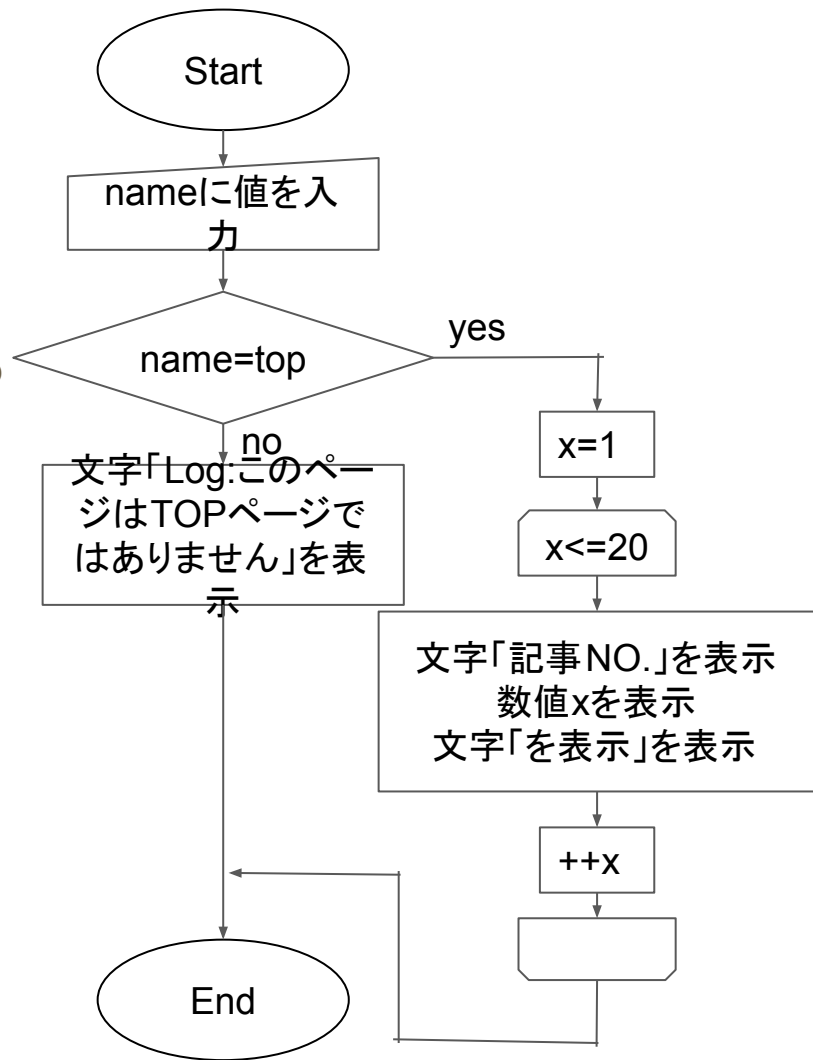 Start
nameに値を入
力
name=top
yes
no
文字「Log:このペー
ジはTOPページで
はありません」を表
示
x=1
x<=20
文字「記事NO.」を表示
数値xを表示
文字「を表示」を表示
++x
End